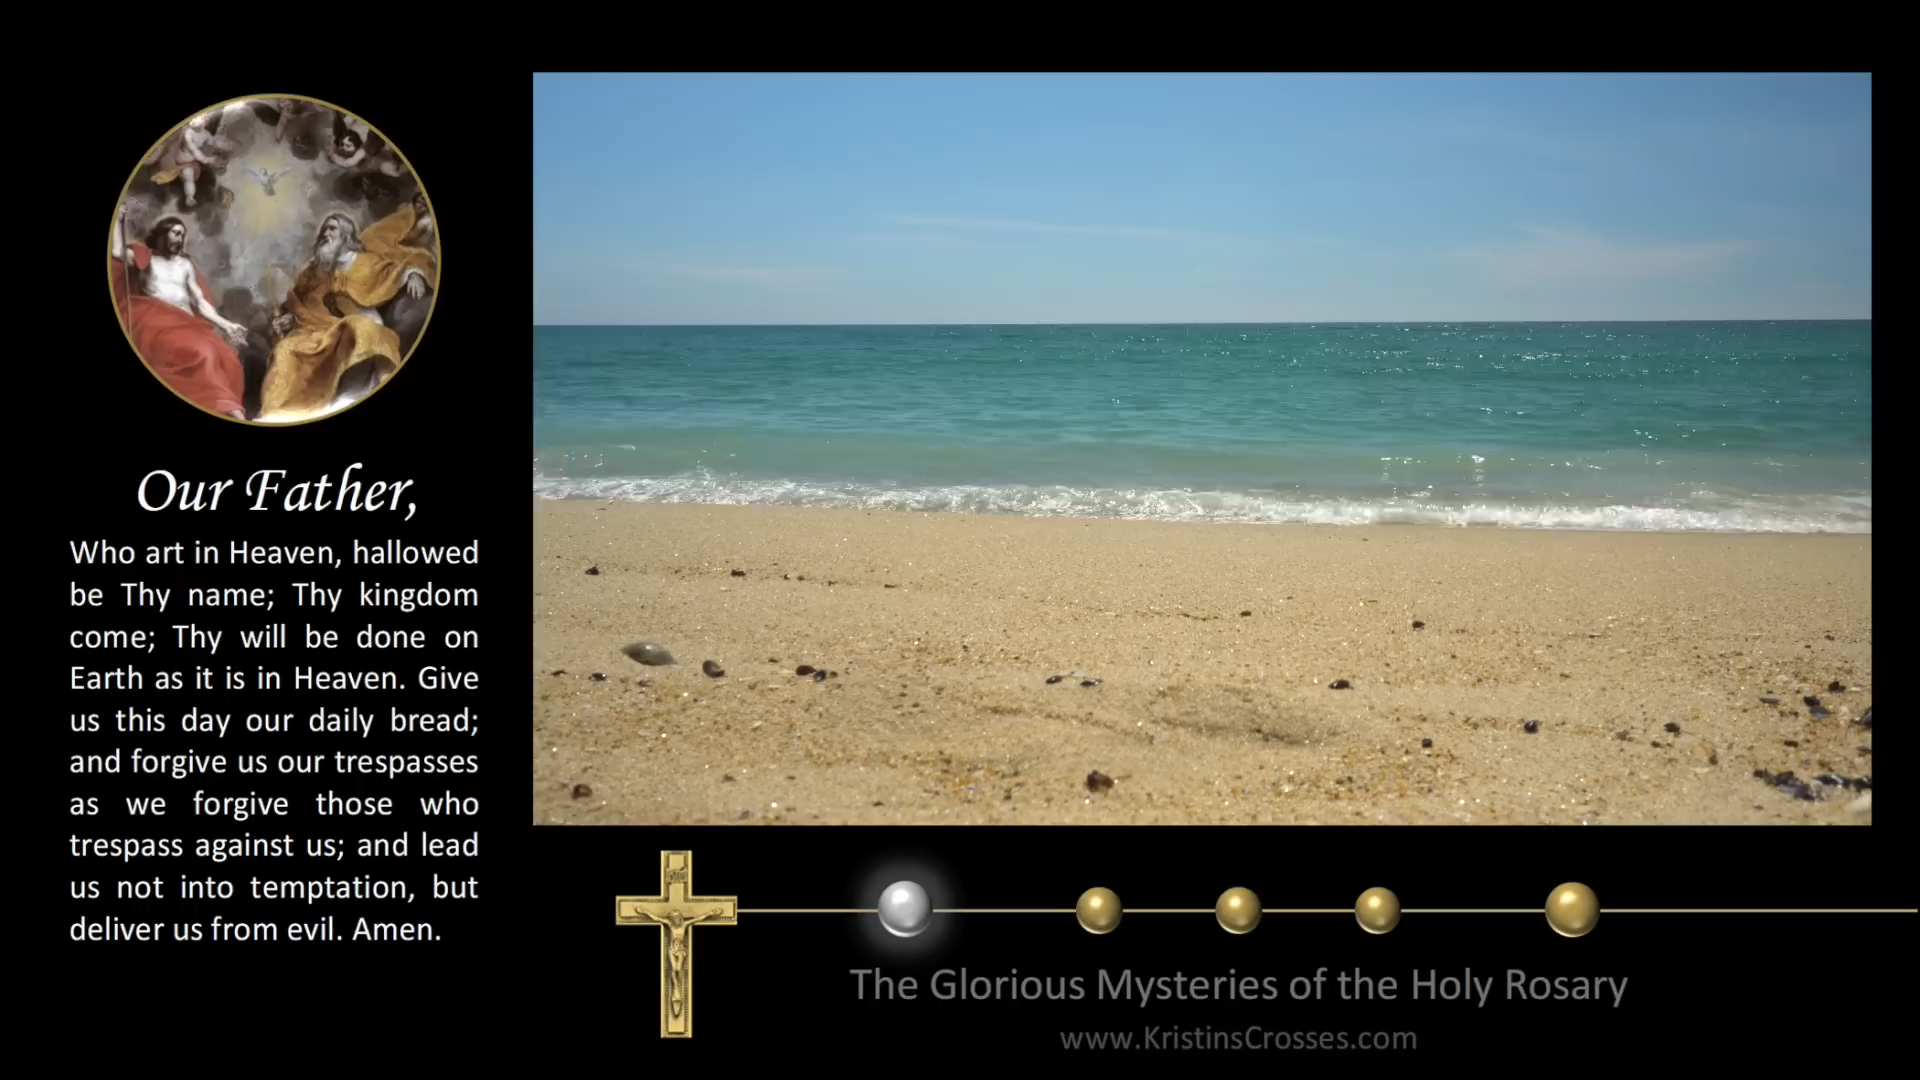 Our Father,
Who art in Heaven, hallowed
be Thy name; Thy kingdom
come; Thy will be done on
Earth as it is in Heaven. Give
us this day our daily bread;
and forgive us our trespasses
as we forgive those who
trespass against us; and lead
us not into temptation, but
deliver us from evil. Amen.
The Glorious Mysteries of the Holy Rosary
www.KristinsCrosses.com